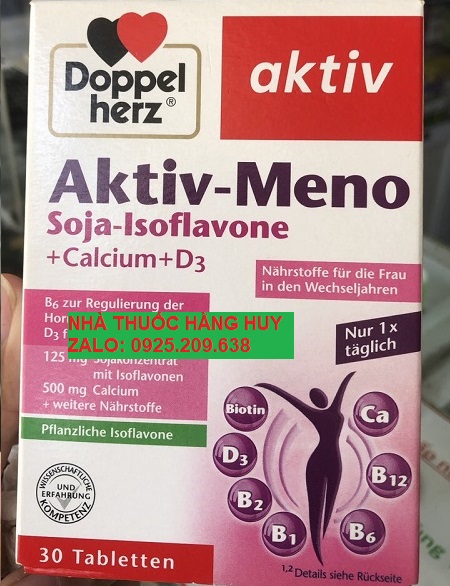 Doppel
herz®
aktiv
Aktiv-Meno
Soja-Isoflavone
+Calcium+D3
Nährstoffe für die Frau
in den Wechseljahren
B6 zur Regulierung der
Hor
D3 f
NHÀ THUỐC HẰNG HUY
ZALO: 0925.209.638
125 mg Sojakonzentrat
mit Isoflavonen
500 mg Calcium
+ weitere Nährstoffe
Pflanzliche Isoflavone
Nur 1x
täglich
Biotin
D3
B2
B1
Ca
B12
B6
WISSENSCHAFTLICHE
UND
ERFAHRUNG
KOMPETENZ
30 Tabletten
1,2 Details siehe Rückseite